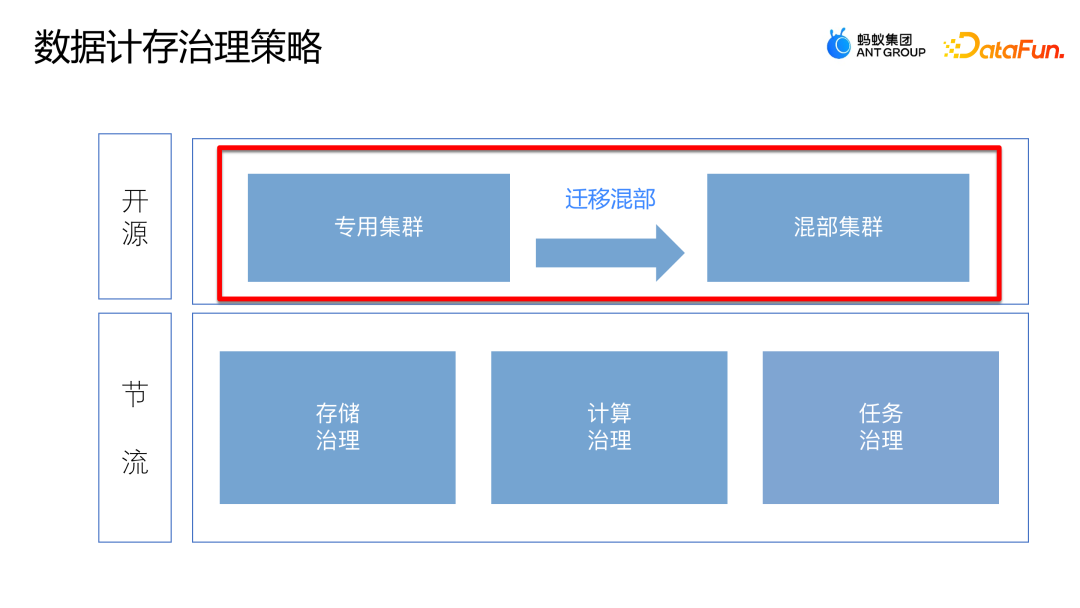 数据计存治理策略
蚂蚁集团
ANT GROUP
DataFun.
开
源
专用集群
迁移混部
混部集群
节
流
存储
治理
计算
治理
任务
治理